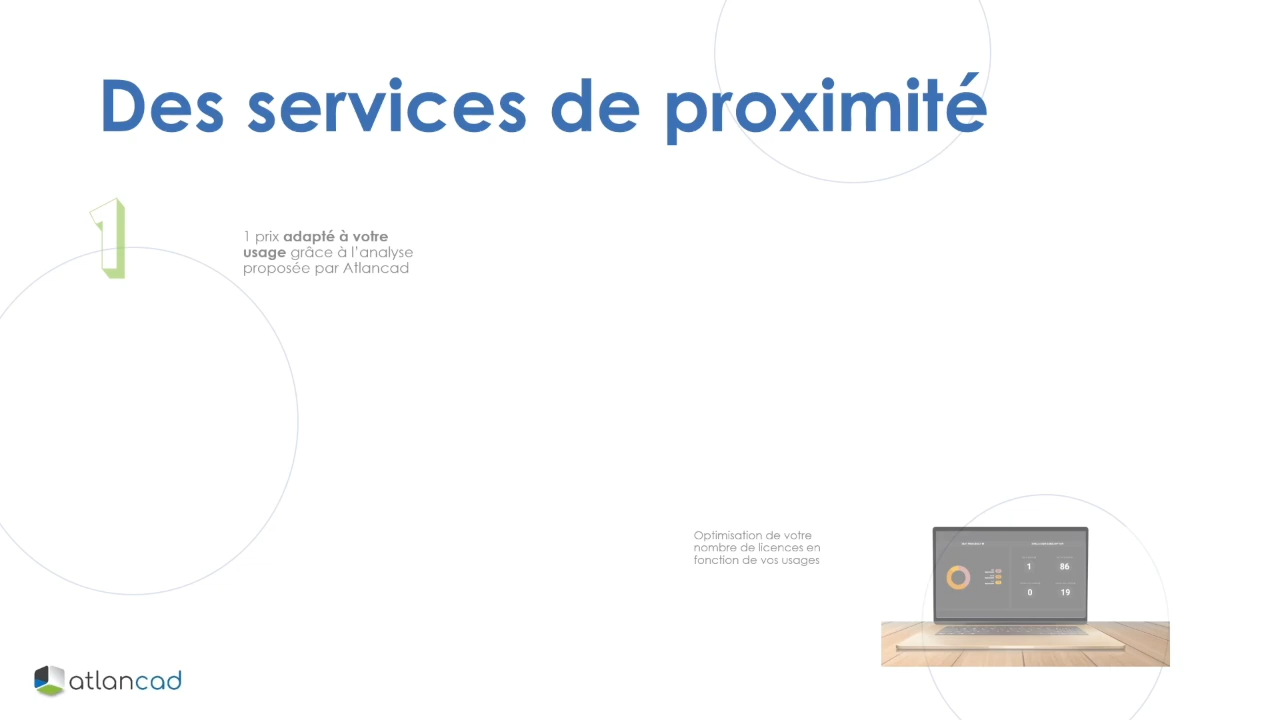 Des services de proximité
1
1 prix adapté à votre
usage grâce à l'analyse
proposée par Atlancad
Optimisation de votre
nombre de licences en
fonction de vos usages
1
86
0
19
atlancad